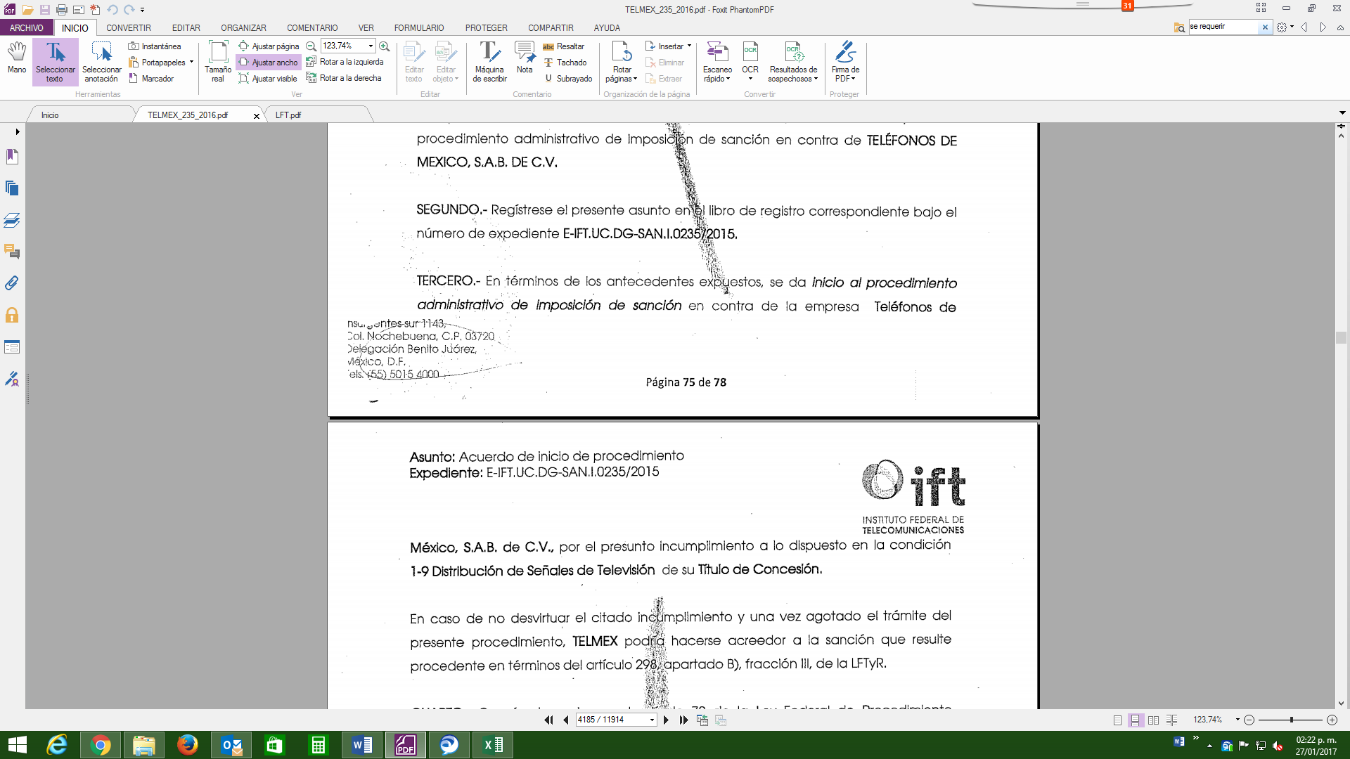 TELMEX_235_2016.pdf - Foxit PhantomPDF
31
ARCHIVO INICIO CONVERTIR EDITAR ORGANIZAR COMENTARIO VER FORMULARIO PROTEGER COMPARTIR AYUDA
se requerir
Mano
Seleccionar texto
Seleccionar anotación
Instantánea
Portapapeles
Marcador
Herramientas
Tamaño real
Ajustar página
Ajustar ancho
Ajustar visible
123,74%
Rotar a la izquierda
Rotar a la derecha
Ver
Editar texto
Editar objeto
Editar
Máquina de escribir
Nota
Resaltar
Tachado
Subrayado
Comentario
Rotar páginas
Insertar
Eliminar
Extraer
Organización de la página
Escaneo rápido
OCR
Resultados de sospechosos
Convertir
Firma de PDF
Proteger
Inicio
TELMEX_235_2016.pdf
LFT.pdf
procedimiento administrativo de imposición de sanción en contra de TELÉFONOS DE
MEXICO, S.A.B. DE C.V.
SEGUNDO.- Regístrese el presente asunto en el libro de registro correspondiente bajo el
número de expediente E-IFT.UC.DG-SAN.I.0235/2015.
TERCERO.- En términos de los antecedentes expuestos, se da inicio al procedimiento
administrativo de imposición de sanción en contra de la empresa Teléfonos de
nsurgentes sur 1143,
Col. Nochebuena, C.P. 03720
Delegación Benito Juárez,
México, D.F.
Tels. (55) 5015 4000
Página 75 de 78
Asunto: Acuerdo de inicio de procedimiento
Expediente: E-IFT.UC.DG-SAN.I.0235/2015
ift
INSTITUTO FEDERAL DE
TELECOMUNICACIONES
México, S.A.B. de C.V., por el presunto incumplimiento a lo dispuesto en la condición
1-9 Distribución de Señales de Televisión de su Título de Concesión.
En caso de no desvirtuar el citado incumplimiento y una vez agotado el trámite del
presente procedimiento, TELMEX podría hacerse acreedor a la sanción que resulte
procedente en términos del artículo 298, apartado B), fracción III, de la LFTyR.
4185 / 11914
123.74%
02:22 p. m.
27/01/2017